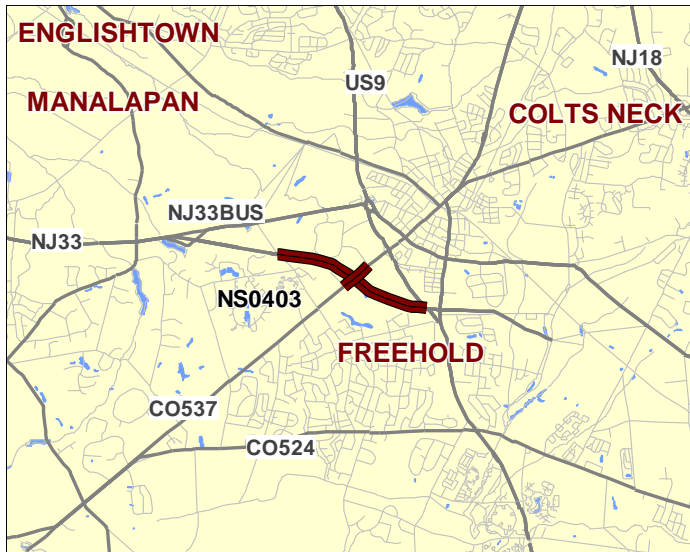 ENGLISHTOWN
NJ18
US9
MANALAPAN
COLTS NECK
NJ33BUS
NJ33
NS0403
FREEHOLD
CO537
CO524